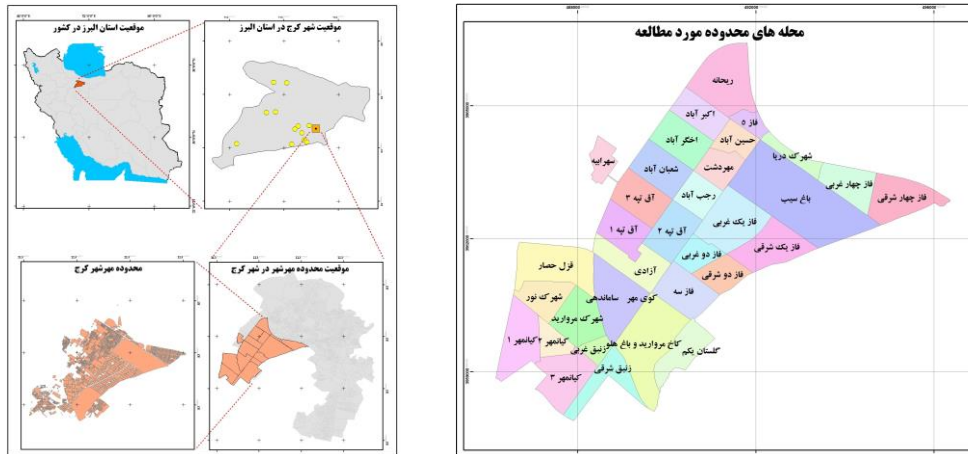 موقعیت استان البرز در کشور
موقعیت شهر کرج در استان البرز
محدوده مهرشهر کرج
موقعیت محدوده مهرشهر در شهر کرج
محله های محدوده مورد مطالعه
ریحانه
اکبر آباد
فاز ۵
اخگر آباد
حسین آباد
شهرک دریا
سهرابیه
شعبان آباد
مهردشت
باغ سیب
فاز چهار غربی
فاز چهار شرقی
آق تپه ۳
رجب آباد
آق تپه ۱
آق تپه ۲
فاز یک غربی
فاز یک شرقی
فاز دو غربی
قزل حصار
آزادی
فاز دو شرقی
شهرک نور
ساماندهی
کوی مهر
فاز سه
شهرک مروارید
کیانمهر ۱
کیانمهر ۲
زنبق غربی
کاخ مروارید و باغ هلو
گلستان یکم
زنبق شرقی
کیانمهر ۳